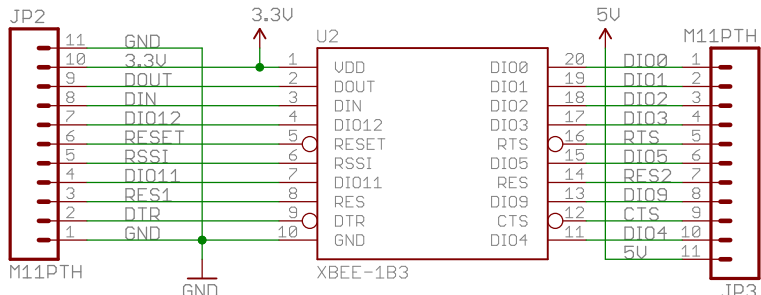 JP2 3.3V 5V
U2 M11PTH
11 GND
10 3.3V 1 VDD DIO0 20 DIO0 1
9 DOUT 2 DOUT DIO1 19 DIO1 2
8 DIN 3 DIN DIO2 18 DIO2 3
7 DIO12 4 DIO12 DIO3 17 DIO3 4
6 RESET 5 RESET RTS 16 RTS 5
5 RSSI 6 RSSI DIO5 15 DIO5 6
4 DIO11 7 DIO11 RES 14 RES2 7
3 RES1 8 RES DIO9 13 DIO9 8
2 DTR 9 DTR CTS 12 CTS 9
1 GND 10 GND DIO4 11 DIO4 10
5V 11
M11PTH XBEE-1B3
GND JP3